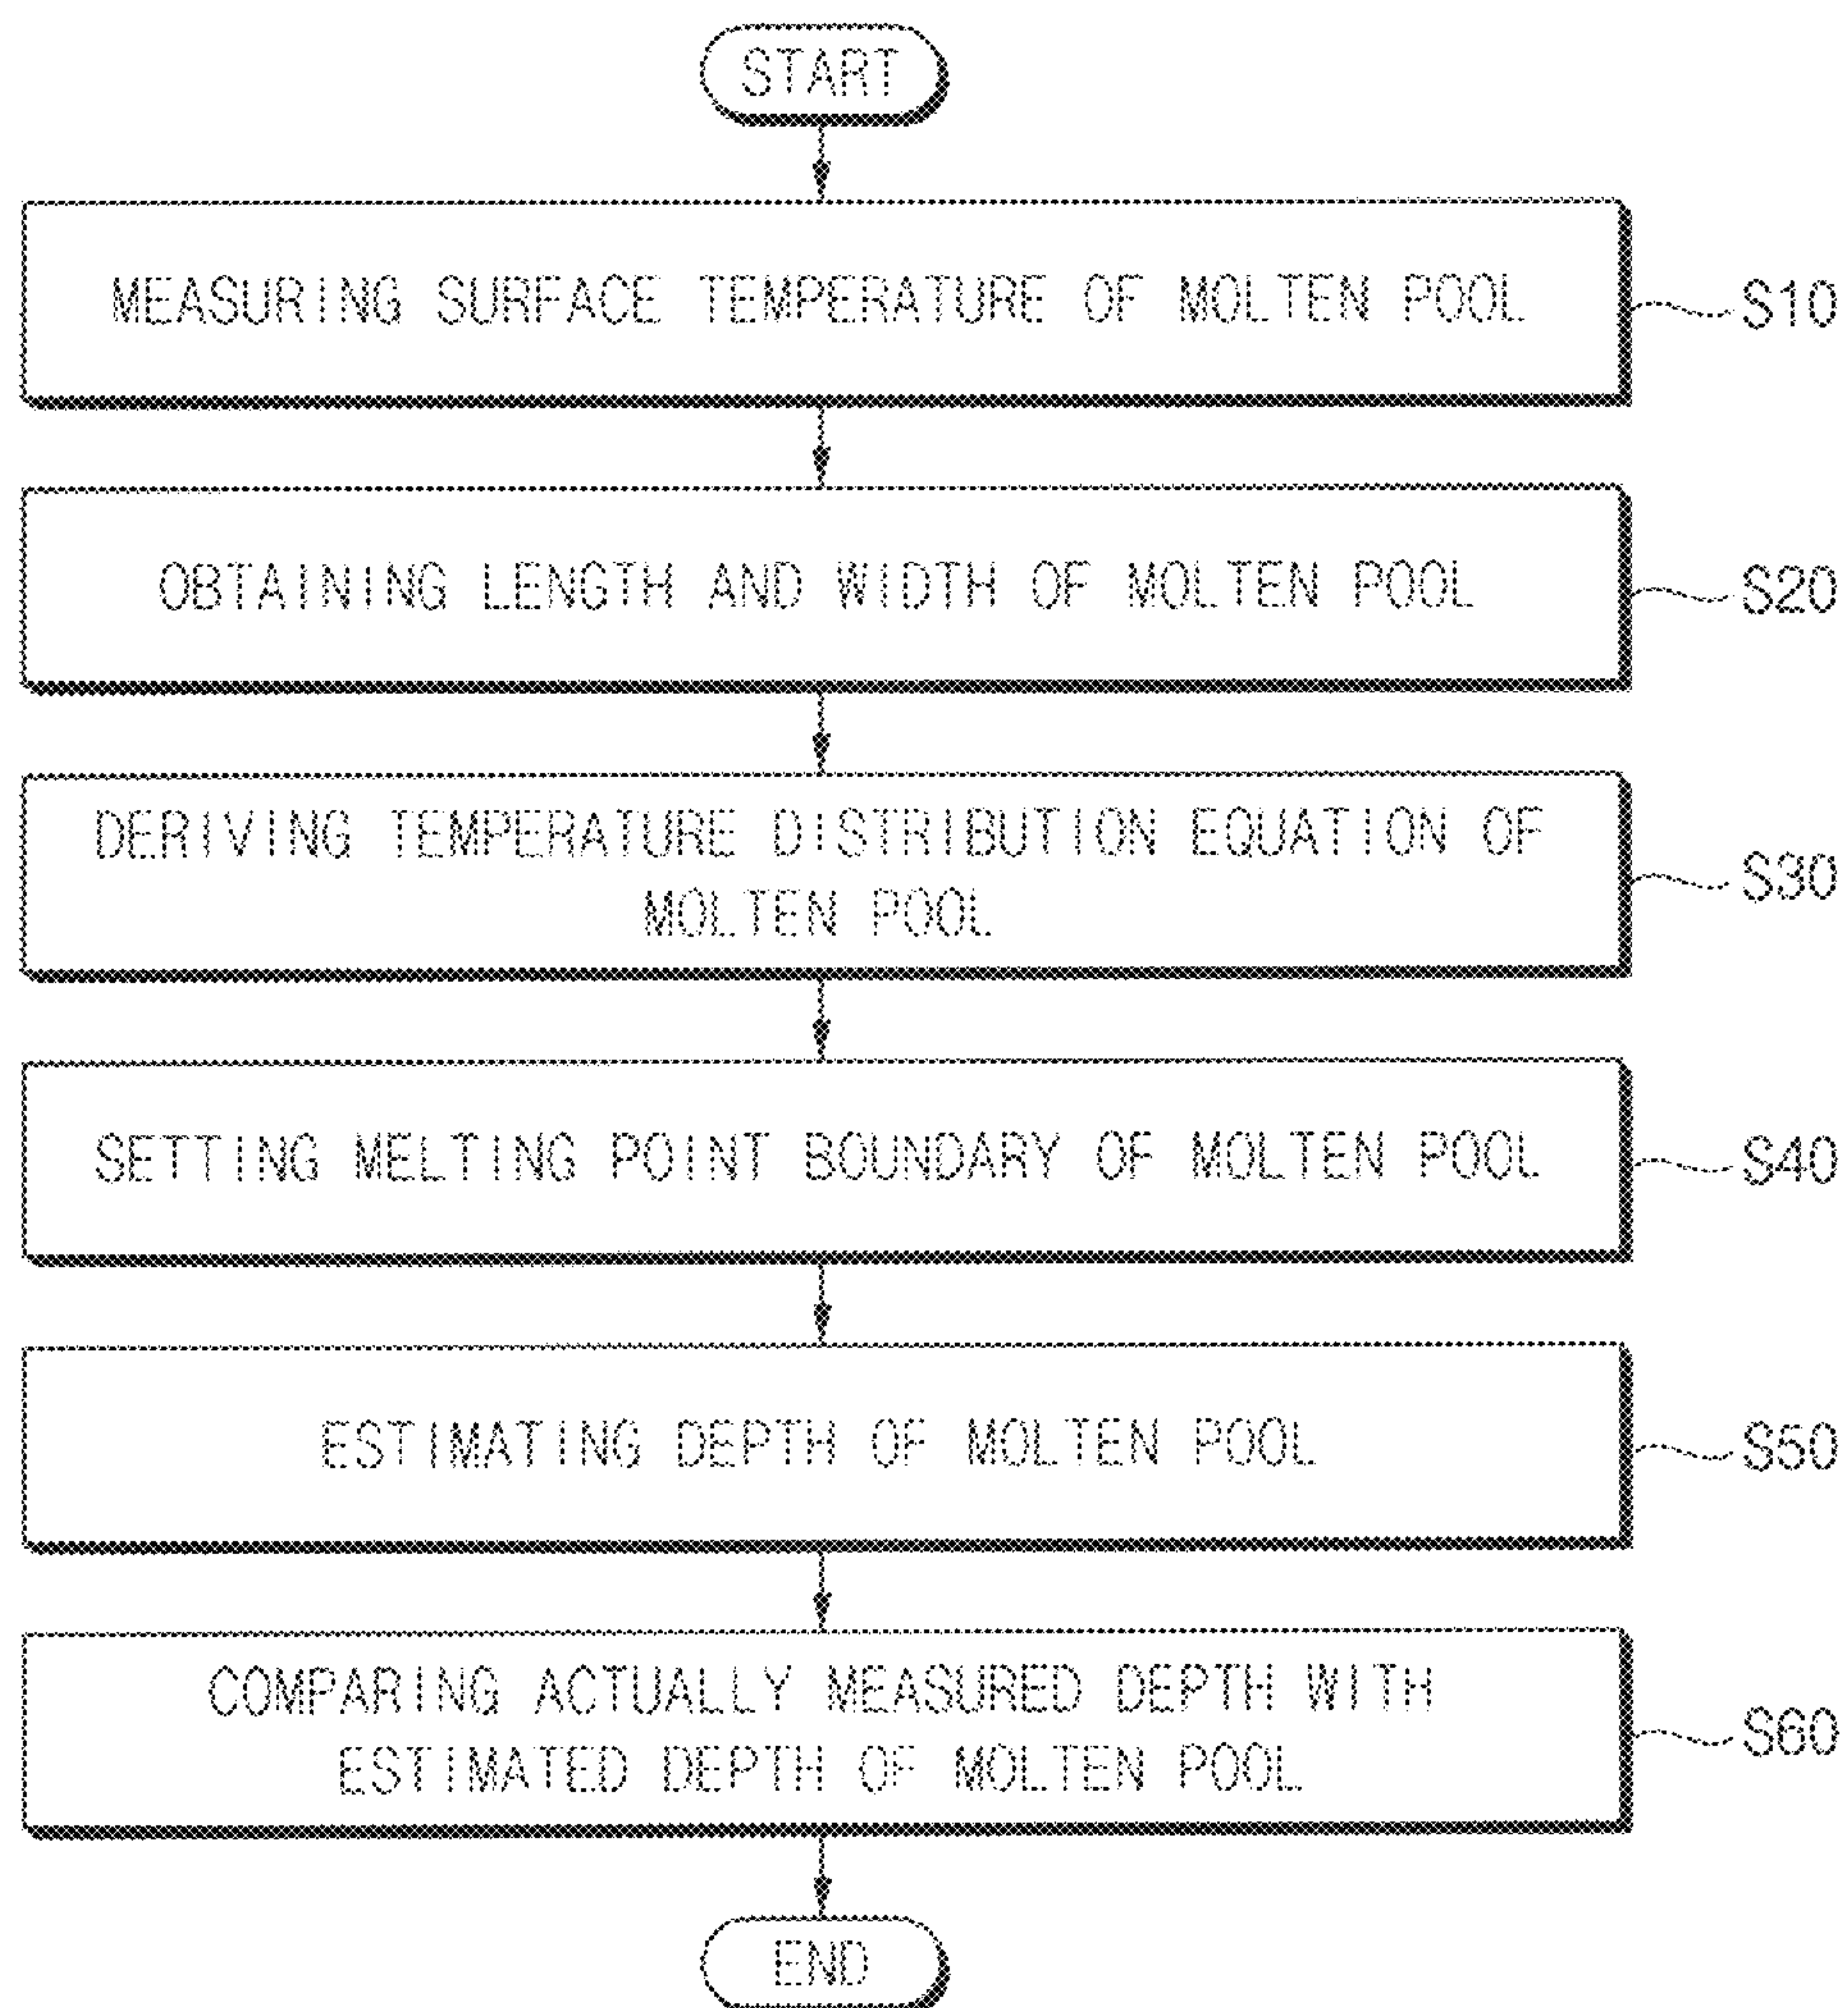 START
MEASURING SURFACE TEMPERATURE OF MOLTEN POOL
S10
OBTAINING LENGTH AND WIDTH OF MOLTEN POOL
S20
DERIVING TEMPERATURE DISTRIBUTION EQUATION OF
MOLTEN POOL
S30
SETTING MELTING POINT BOUNDARY OF MOLTEN POOL
S40
ESTIMATING DEPTH OF MOLTEN POOL
S50
COMPARING ACTUALLY MEASURED DEPTH WITH
ESTIMATED DEPTH OF MOLTEN POOL
S60
END